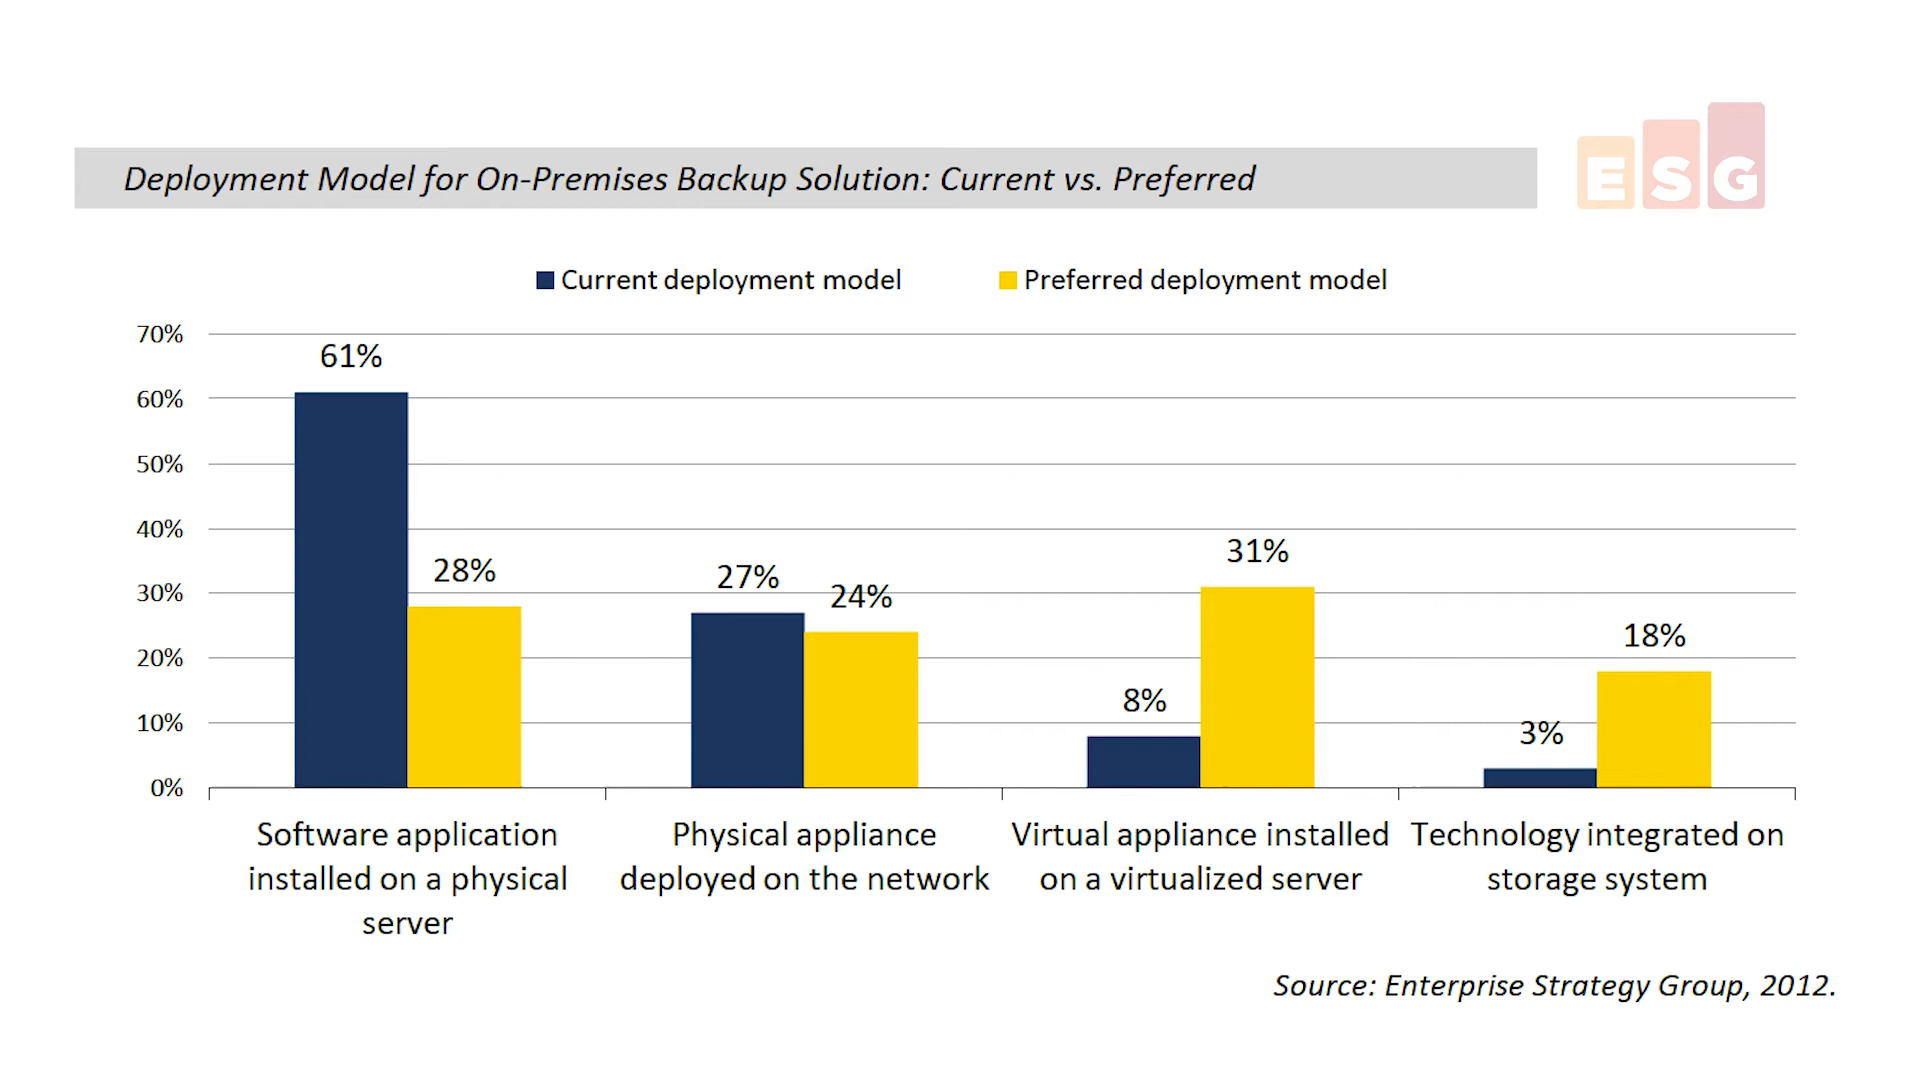 Deployment Model for On-Premises Backup Solution: Current vs. Preferred
ESG
Current deployment model
Preferred deployment model
70%
60%
50%
40%
30%
20%
10%
0%
61%
28%
27%
24%
8%
31%
3%
18%
Software application
installed on a physical
server
Physical appliance
deployed on the network
Virtual appliance installed
on a virtualized server
Technology integrated on
storage system
Source: Enterprise Strategy Group, 2012.